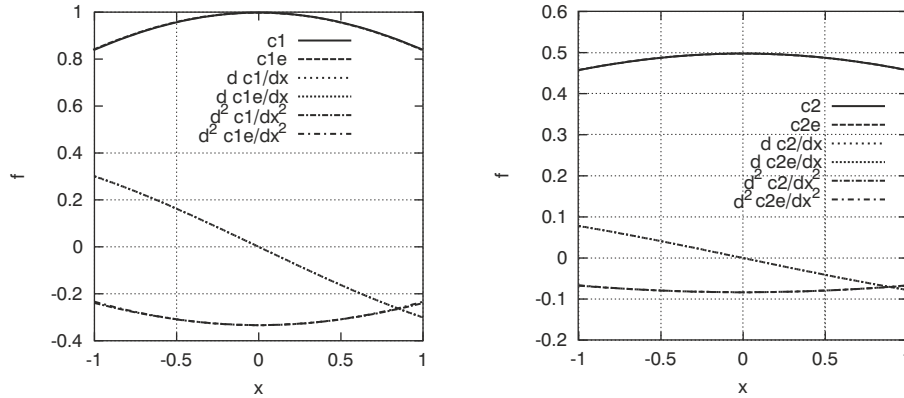 1
0.8
0.6
0.4
0.2
0
-0.2
-0.4
f
c1
c1e
d c1/dx
d c1e/dx
d² c1/dx²
d² c1e/dx²
-1 -0.5 0 0.5 1
x
0.6
0.5
0.4
0.3
0.2
0.1
0
-0.1
-0.2
f
c2
c2e
d c2/dx
d c2e/dx
d² c2/dx²
d² c2e/dx²
-1 -0.5 0 0.5
x